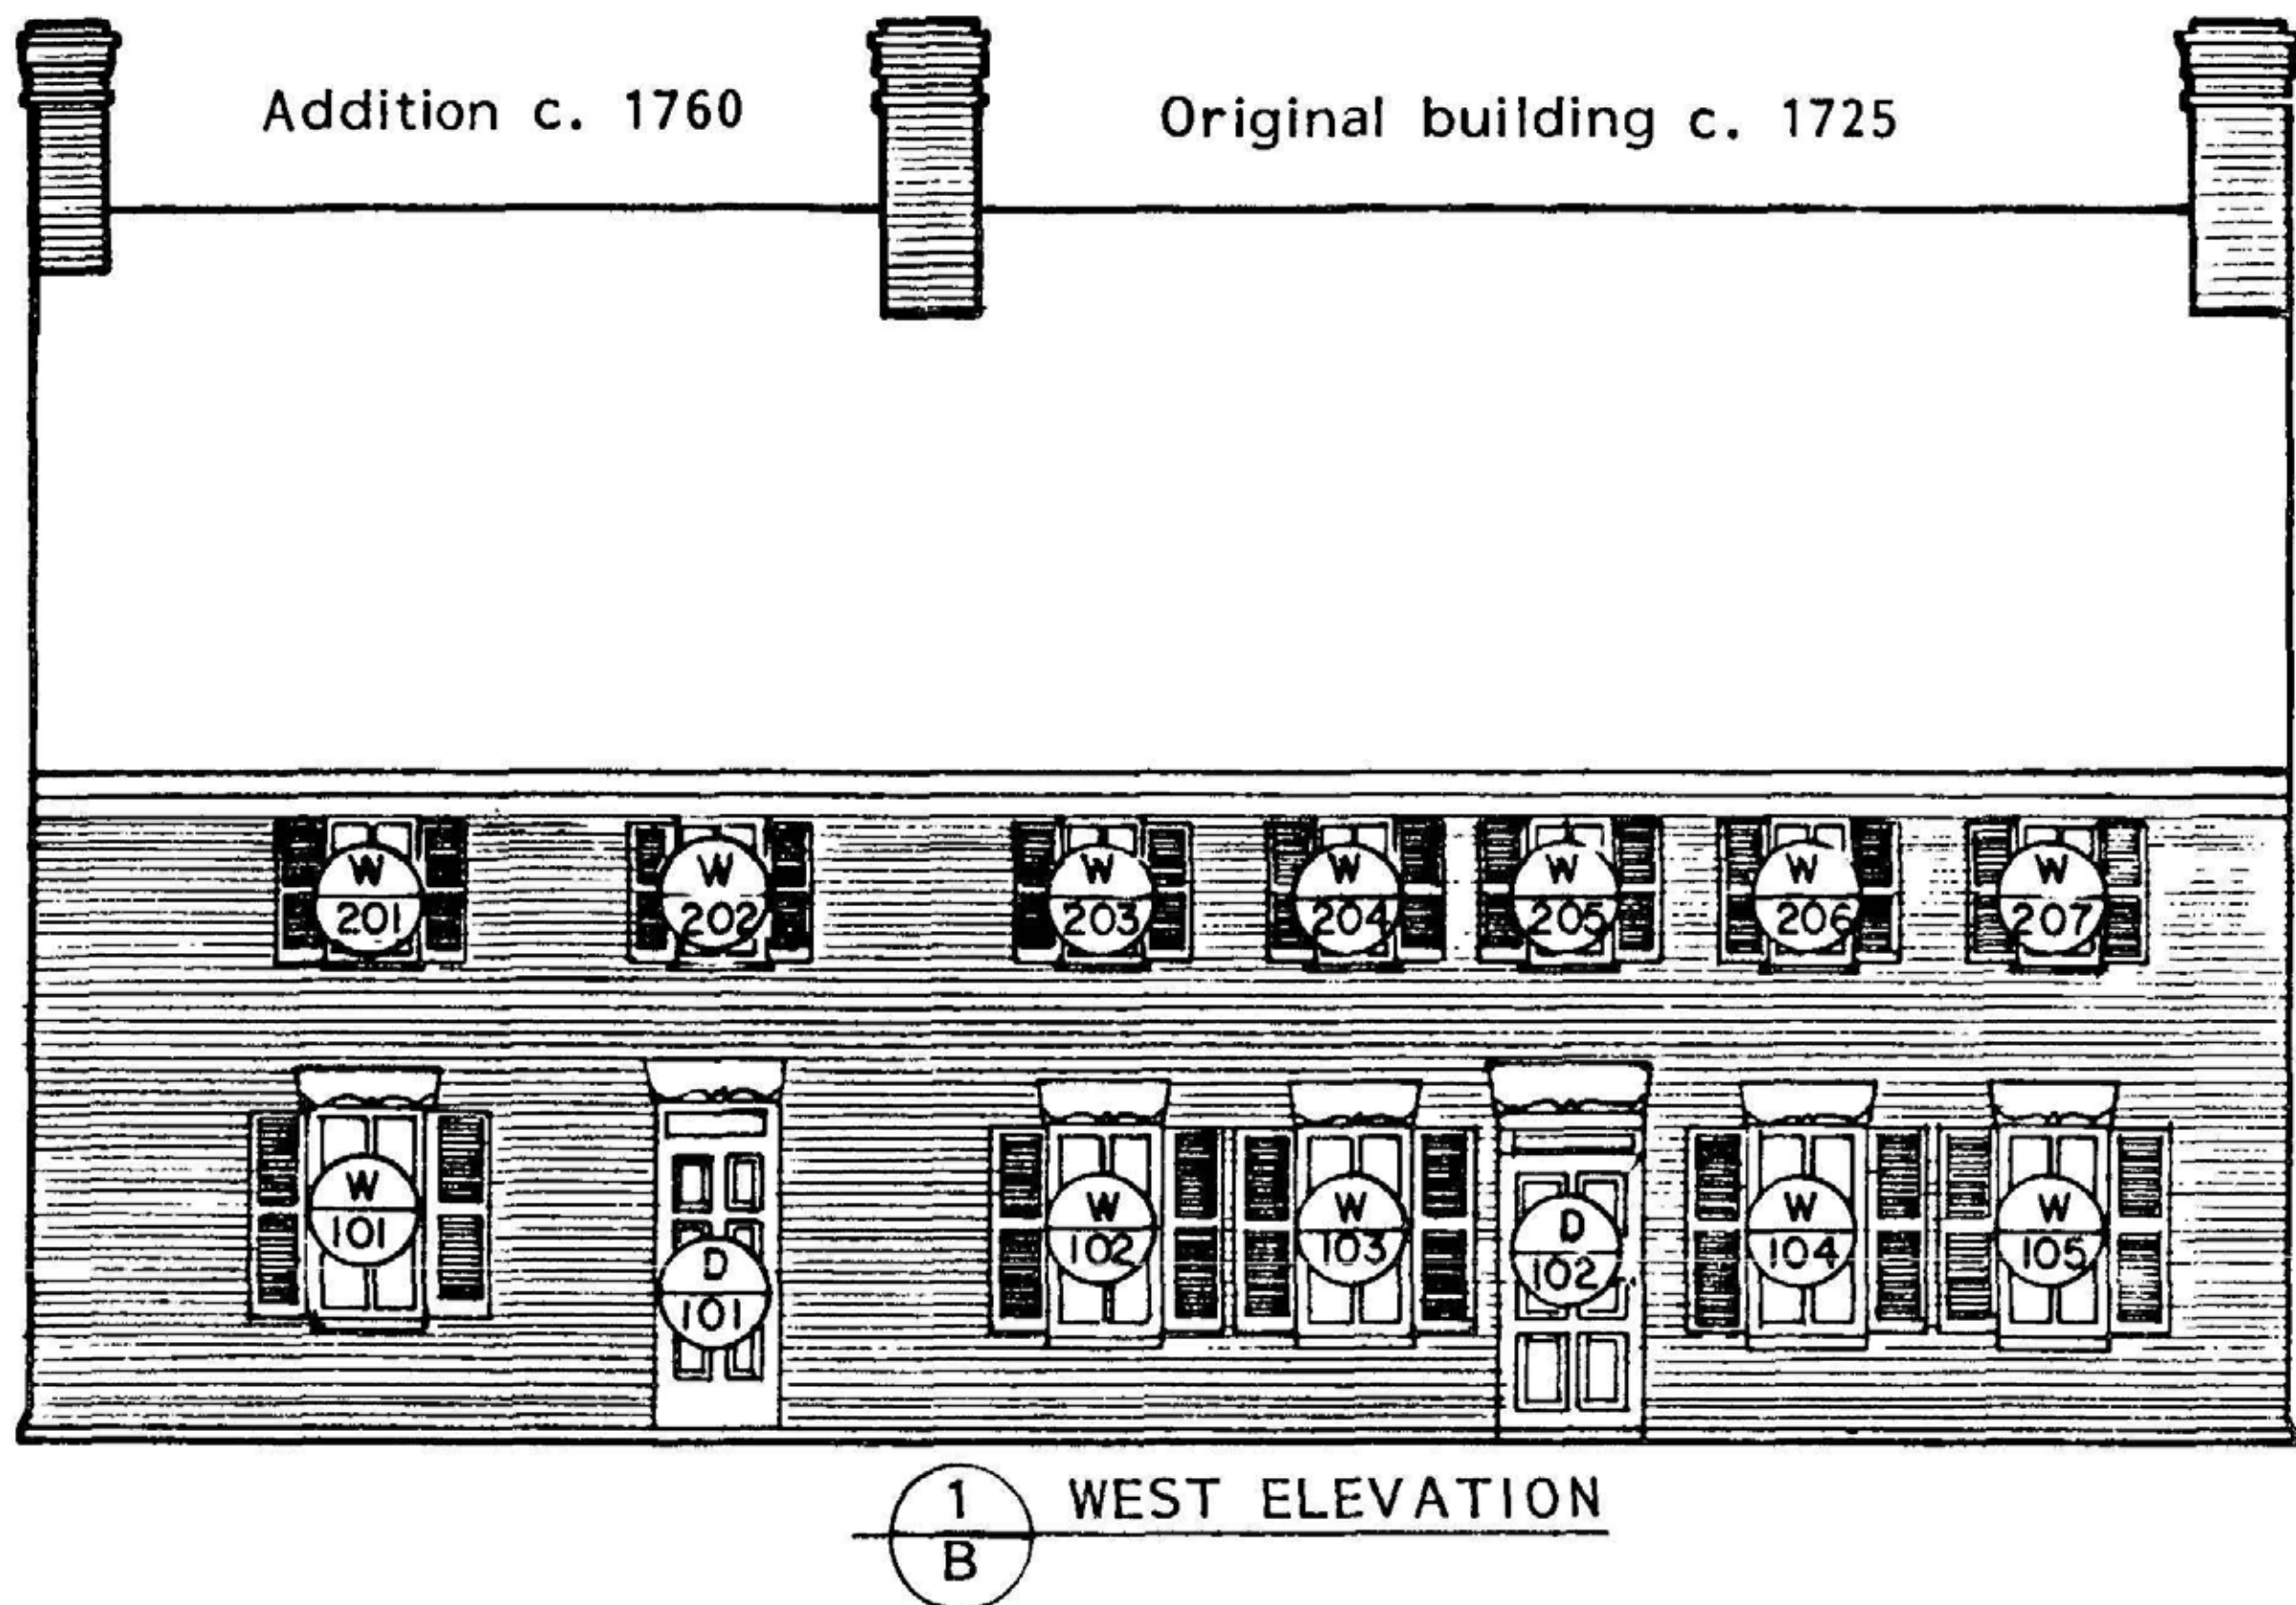 Addition c. 1760
Original building c. 1725
W 201
W 202
W 203
W 204
W 205
W 206
W 207
W 101
D 101
W 102
W 103
D 102
W 104
W 105
1 B WEST ELEVATION